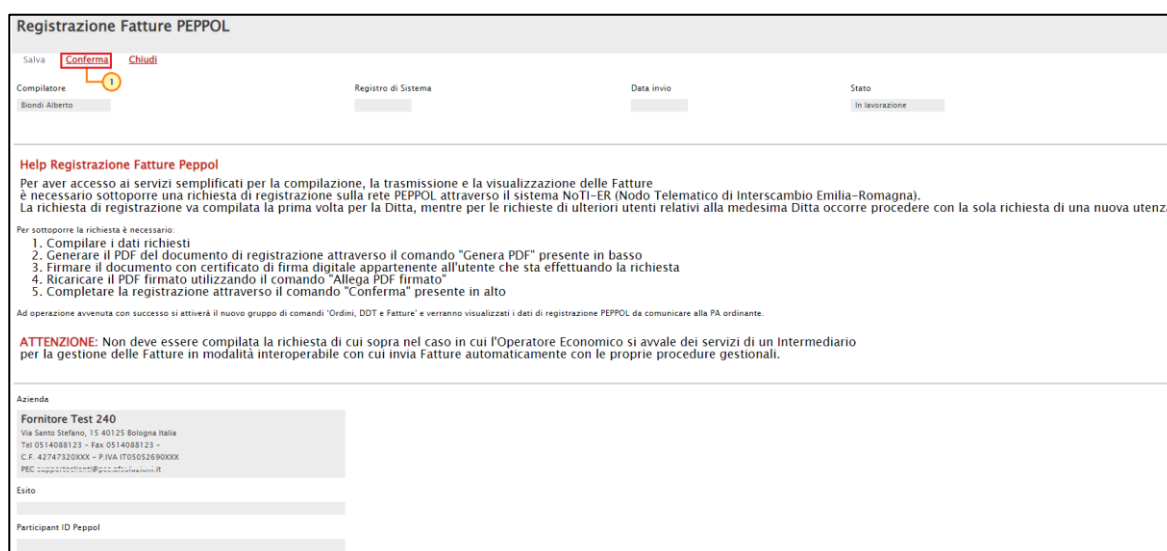 Registrazione Fatture PEPPOL
Salva Conferma Chiudi
1
Compilatore Registro di Sistema Data invio Stato
Biondi Alberto In lavorazione
Help Registrazione Fatture Peppol
Per aver accesso ai servizi semplificati per la compilazione, la trasmissione e la visualizzazione delle Fatture
è necessario sottoporre una richiesta di registrazione sulla rete PEPPOL attraverso il sistema NoTI-ER (Nodo Telematico di Interscambio Emilia-Romagna).
La richiesta di registrazione va compilata la prima volta per la Ditta, mentre per le richieste di ulteriori utenti relativi alla medesima Ditta occorre procedere con la sola richiesta di una nuova utenza
Per sottoporre la richiesta è necessario:
1. Compilare i dati richiesti
2. Generare il PDF del documento di registrazione attraverso il comando "Genera PDF" presente in basso
3. Firmare il documento con certificato di firma digitale appartenente all'utente che sta effettuando la richiesta
4. Ricaricare il PDF firmato utilizzando il comando "Allega PDF firmato"
5. Completare la registrazione attraverso il comando "Conferma" presente in alto
Ad operazione avvenuta con successo si attiverà il nuovo gruppo di comandi 'Ordini, DDT e Fatture' e verranno visualizzati i dati di registrazione PEPPOL da comunicare alla PA ordinante.
ATTENZIONE: Non deve essere compilata la richiesta di cui sopra nel caso in cui l'Operatore Economico si avvale dei servizi di un Intermediario
per la gestione delle Fatture in modalità interoperabile con cui invia Fatture automaticamente con le proprie procedure gestionali.
Azienda
Fornitore Test 240
Via Santo Stefano, 15 40125 Bologna Italia
Tel 0514088123 - Fax 0514088123 -
C.F. 42747320XXX - P.IVA IT05052690XXX
PEC
Esito
Participant ID Peppol